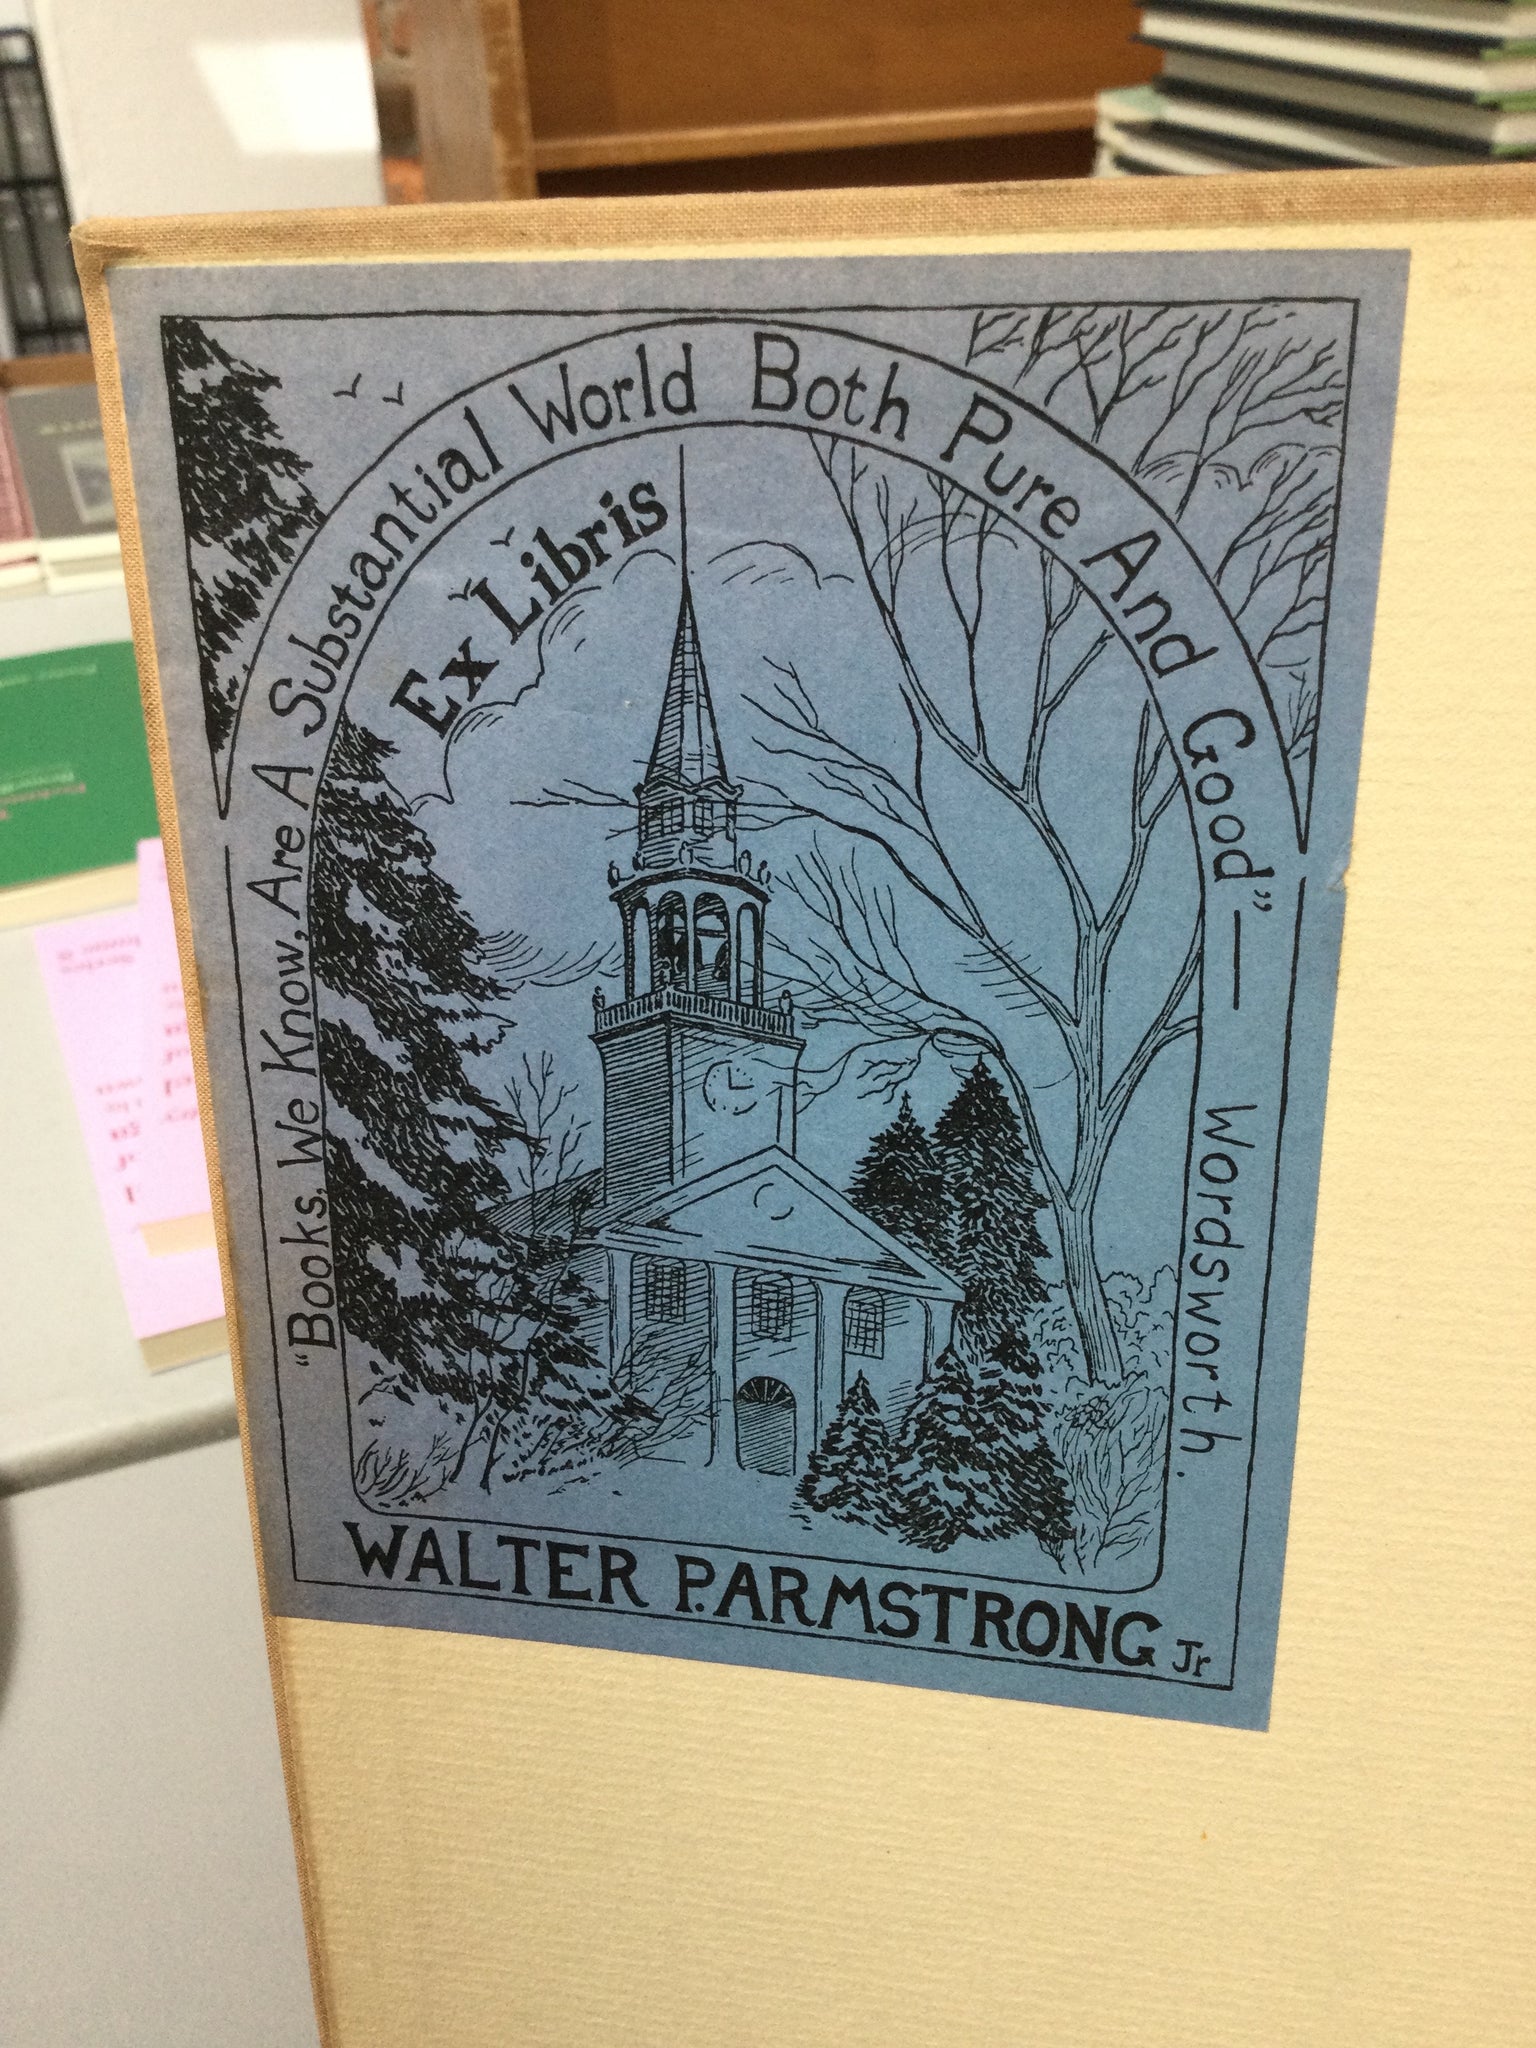 "Books, We Know, Are A Substantial World Both Pure And Good" — Wordsworth.
Ex Libris
WALTER P. ARMSTRONG Jr